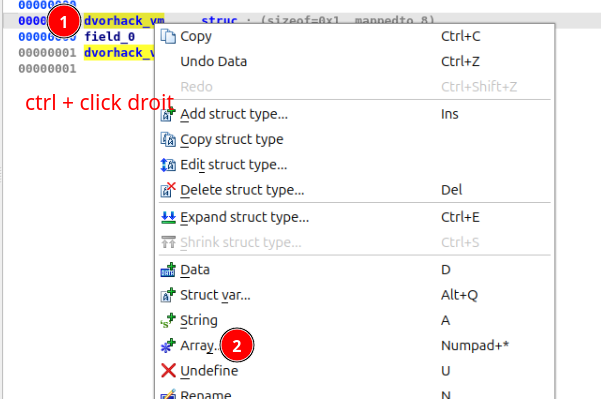 00000000
00000000 dvorhack_vm struc ; (sizeof=0x1, mappedto_8)
1
00000000 field_0
00000001 dvorhack_v
00000001
ctrl + click droit
Copy Ctrl+C
Undo Data Ctrl+Z
Redo Ctrl+Shift+Z
Add struct type... Ins
Copy struct type
Edit struct type...
Delete struct type... Del
Expand struct type... Ctrl+E
Shrink struct type... Ctrl+S
Data D
Struct var... Alt+Q
String A
Array... 2 Numpad+*
Undefine U
Rename N